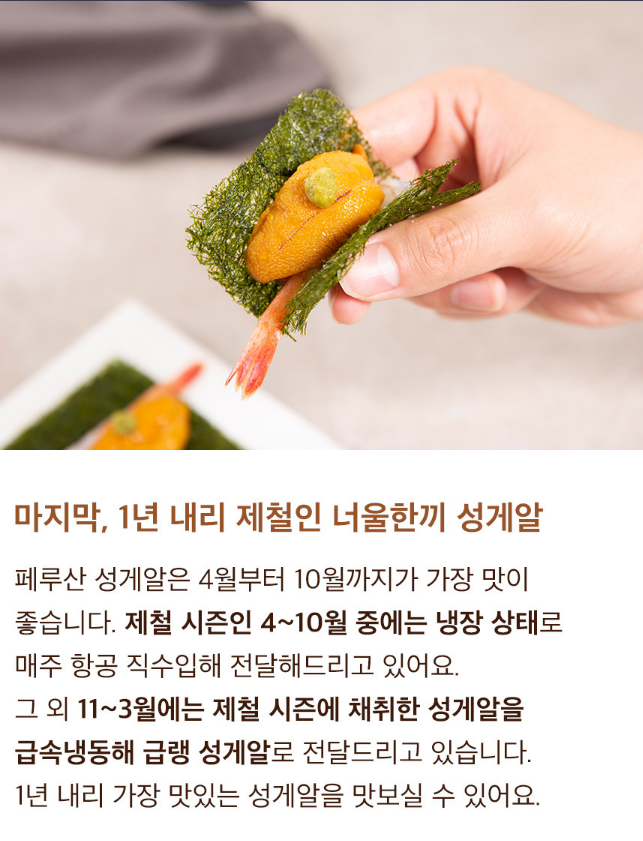 마지막, 1년 내리 제철인 너울한끼 성게알
페루산 성게알은 4월부터 10월까지가 가장 맛이
좋습니다. 제철 시즌인 4~10월 중에는 냉장 상태로
매주 항공 직수입해 전달해드리고 있어요.
그 외 11~3월에는 제철 시즌에 채취한 성게알을
급속냉동해 급랭 성게알로 전달드리고 있습니다.
1년 내리 가장 맛있는 성게알을 맛보실 수 있어요.